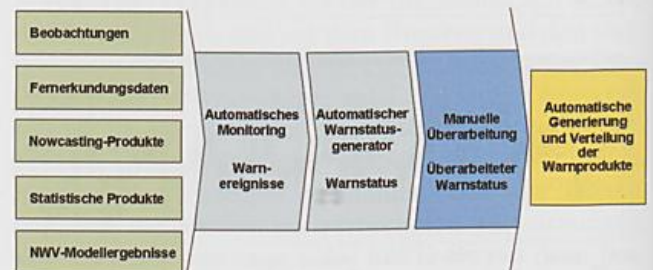 Beobachtungen
Fernerkundungsdaten
Nowcasting-Produkte
Statistische Produkte
NWV-Modellergebnisse
Automatisches
Monitoring
Warn-
ereignisse
Automatischer
Warnstatus-
generator
Warnstatus
Manuelle
Überarbeitung
Überarbeiteter
Warnstatus
Automatische
Generierung
und Verteilung
der
Warnprodukte